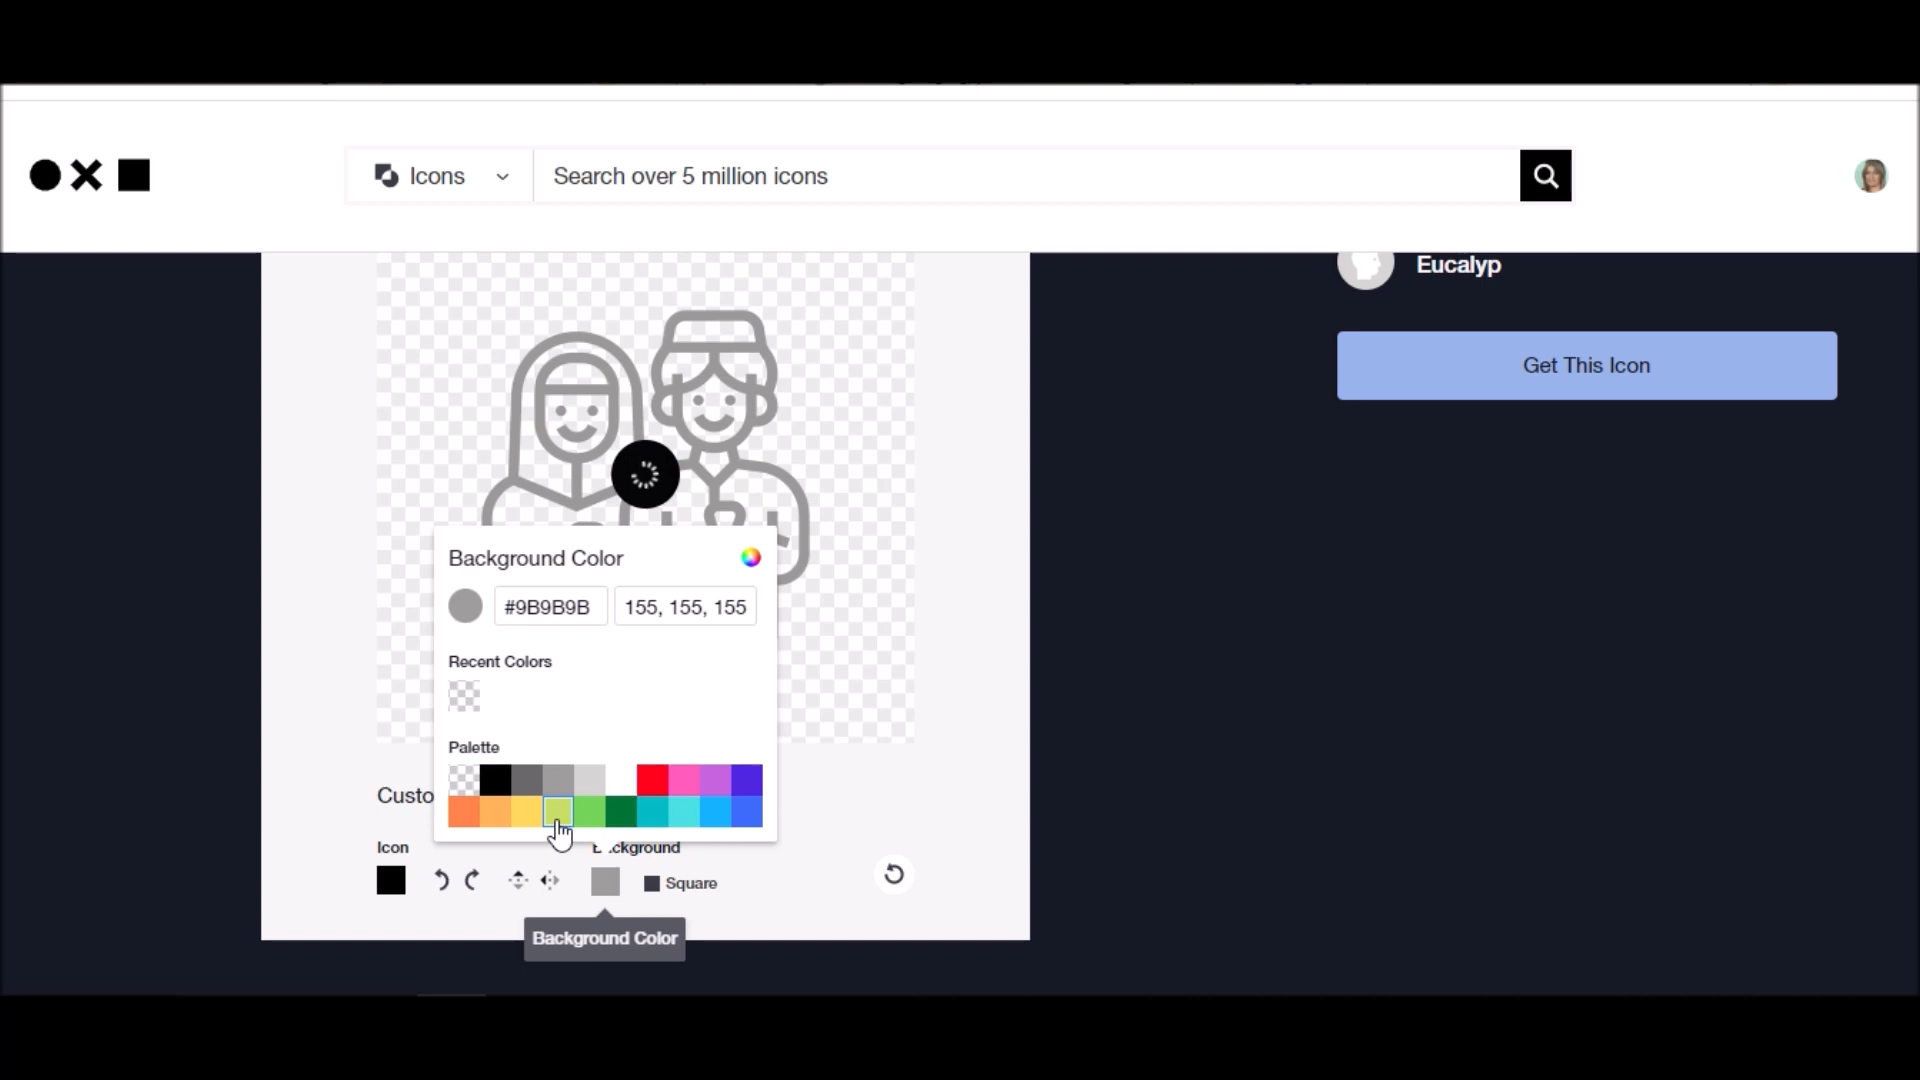 Icons
Search over 5 million icons
Eucalyp
Get This Icon
Background Color
#9B9B9B
155, 155, 155
Recent Colors
Palette
Custo
Icon
ckground
Square
Background Color